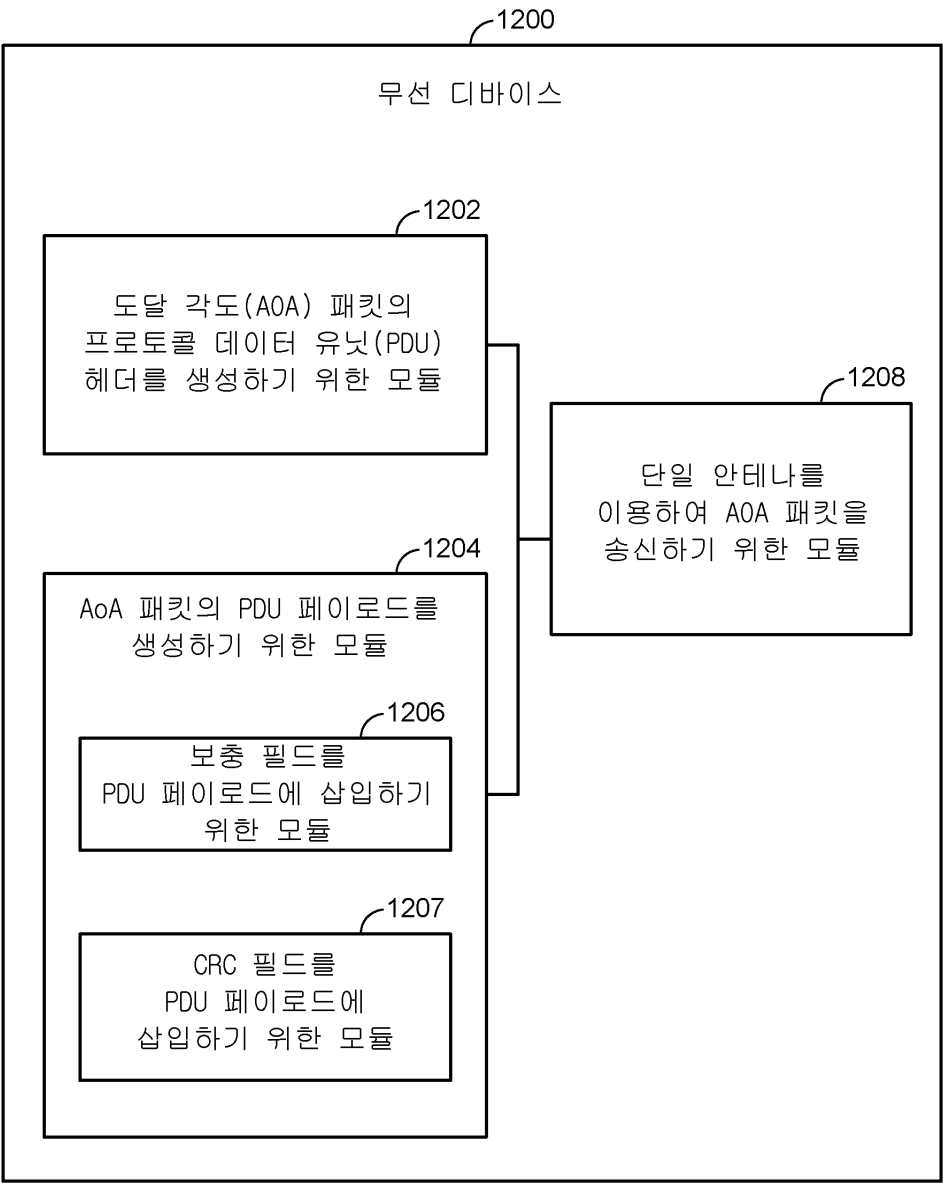 1200
무선 디바이스
1202
도달 각도(AOA) 패킷의
프로토콜 데이터 유닛(PDU)
헤더를 생성하기 위한 모듈
1208
단일 안테나를
이용하여 AOA 패킷을
송신하기 위한 모듈
1204
AoA 패킷의 PDU 페이로드를
생성하기 위한 모듈
1206
보충 필드를
PDU 페이로드에 삽입하기
위한 모듈
1207
CRC 필드를
PDU 페이로드에
삽입하기 위한 모듈